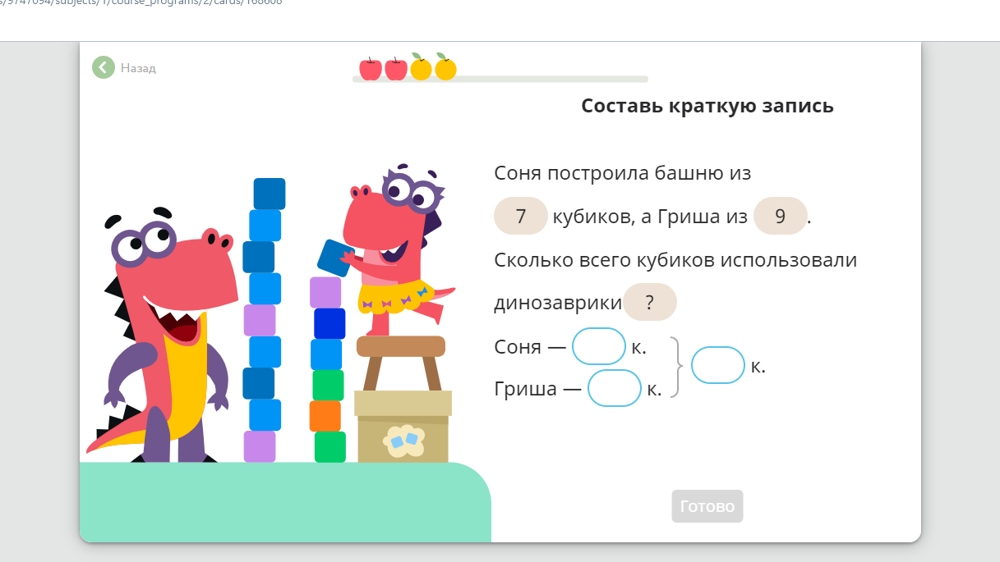 s/9747094/subjects/1/course_programs/2/cards/168608
Назад
Составь краткую запись
Соня построила башню из
7 кубиков, а Гриша из 9 .
Сколько всего кубиков использовали
динозаврики ?
Соня — к.
Гриша — к.
к.
Готово